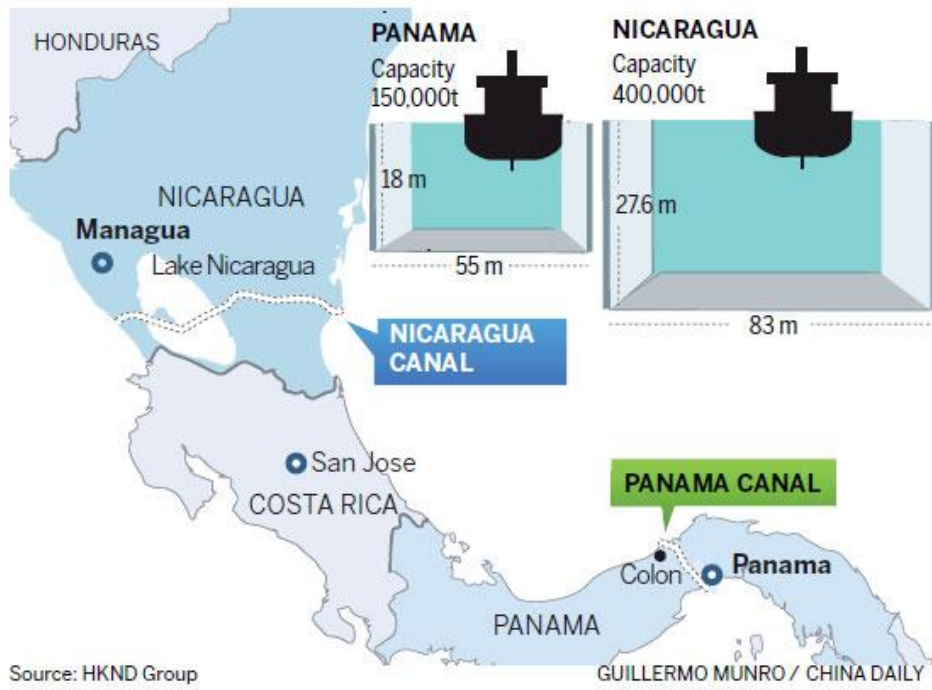 HONDURAS
PANAMA
Capacity
150,000t
18 m
55 m
NICARAGUA
Capacity
400,000t
27.6 m
83 m
NICARAGUA
Managua
Lake Nicaragua
NICARAGUA
CANAL
San Jose
COSTA RICA
PANAMA CANAL
Colon
Panama
PANAMA
Source: HKND Group
GUILLERMO MUNRO / CHINA DAILY